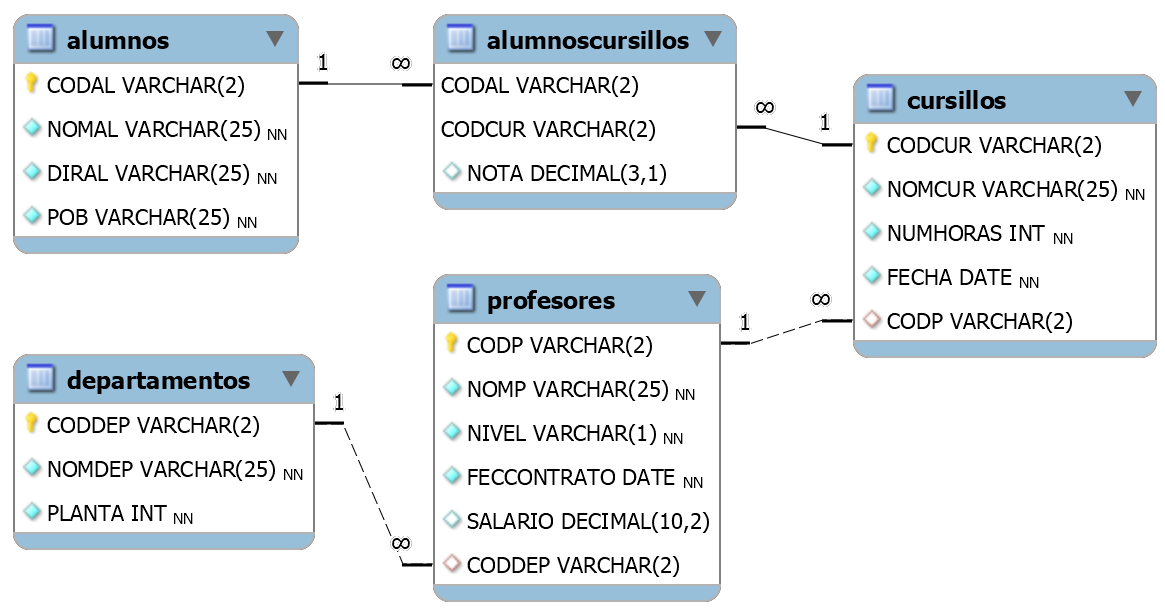 alumnos
CODAL VARCHAR(2)
NOMAL VARCHAR(25) NN
DIRAL VARCHAR(25) NN
POB VARCHAR(25) NN
1
∞
alumnoscursillos
CODAL VARCHAR(2)
CODCUR VARCHAR(2)
NOTA DECIMAL(3,1)
∞
1
cursillos
CODCUR VARCHAR(2)
NOMCUR VARCHAR(25) NN
NUMHORAS INT NN
FECHA DATE NN
CODP VARCHAR(2)
profesores
CODP VARCHAR(2)
NOMP VARCHAR(25) NN
NIVEL VARCHAR(1) NN
FECCONTRATO DATE NN
SALARIO DECIMAL(10,2)
CODDEP VARCHAR(2)
1
∞
departamentos
CODDEP VARCHAR(2)
NOMDEP VARCHAR(25) NN
PLANTA INT NN
1
∞